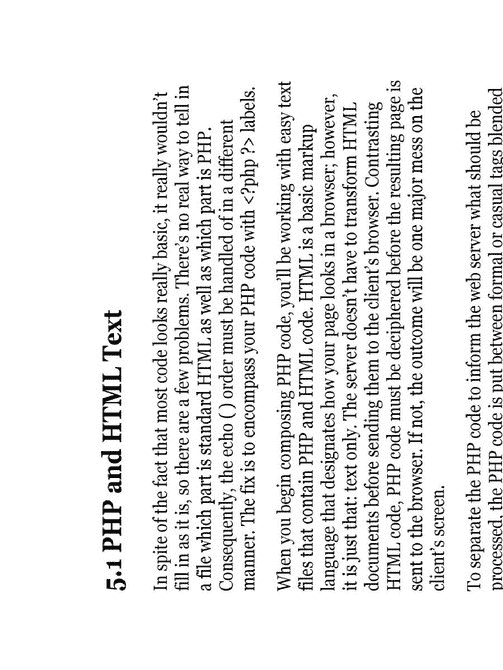 5.1 PHP and HTML Text
In spite of the fact that most code looks really basic, it really wouldn't
fill in as it is, so there are a few problems. There's no real way to tell in
a file which part is standard HTML as well as which part is PHP.
Consequently, the echo () order must be handled of in a different
manner. The fix is to encompass your PHP code with <?php ?> labels.
When you begin composing PHP code, you'll be working with easy text
files that contain PHP and HTML code. HTML is a basic markup
language that designates how your page looks in a browser; however,
it is just that: text only. The server doesn't have to transform HTML
documents before sending them to the client's browser. Contrasting
HTML code, PHP code must be deciphered before the resulting page is
sent to the browser. If not, the outcome will be one major mess on the
client's screen.
To separate the PHP code to inform the web server what should be
processed, the PHP code is put between formal or casual tags blended